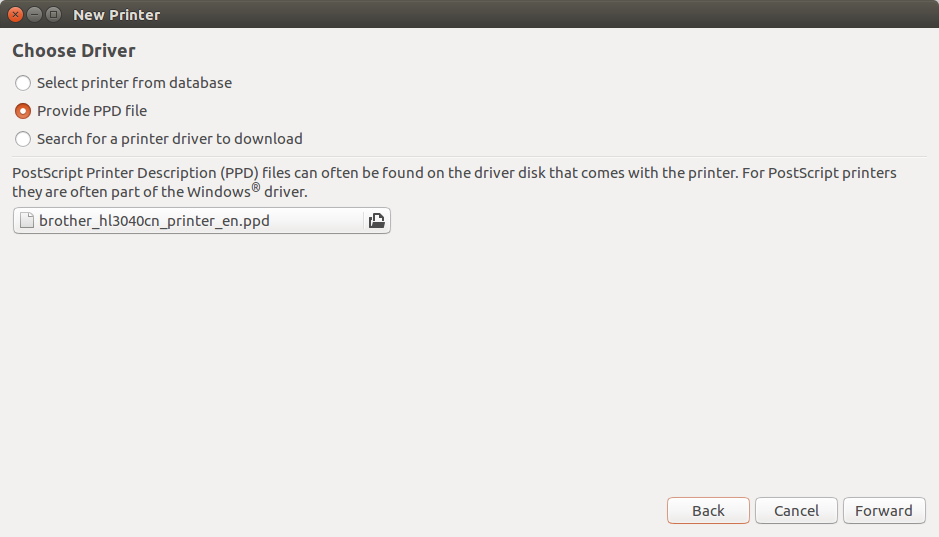 New Printer
Choose Driver
Select printer from database
Provide PPD file
Search for a printer driver to download
PostScript Printer Description (PPD) files can often be found on the driver disk that comes with the printer. For PostScript printers
they are often part of the Windows® driver.
brother_hl3040cn_printer_en.ppd
Back Cancel Forward